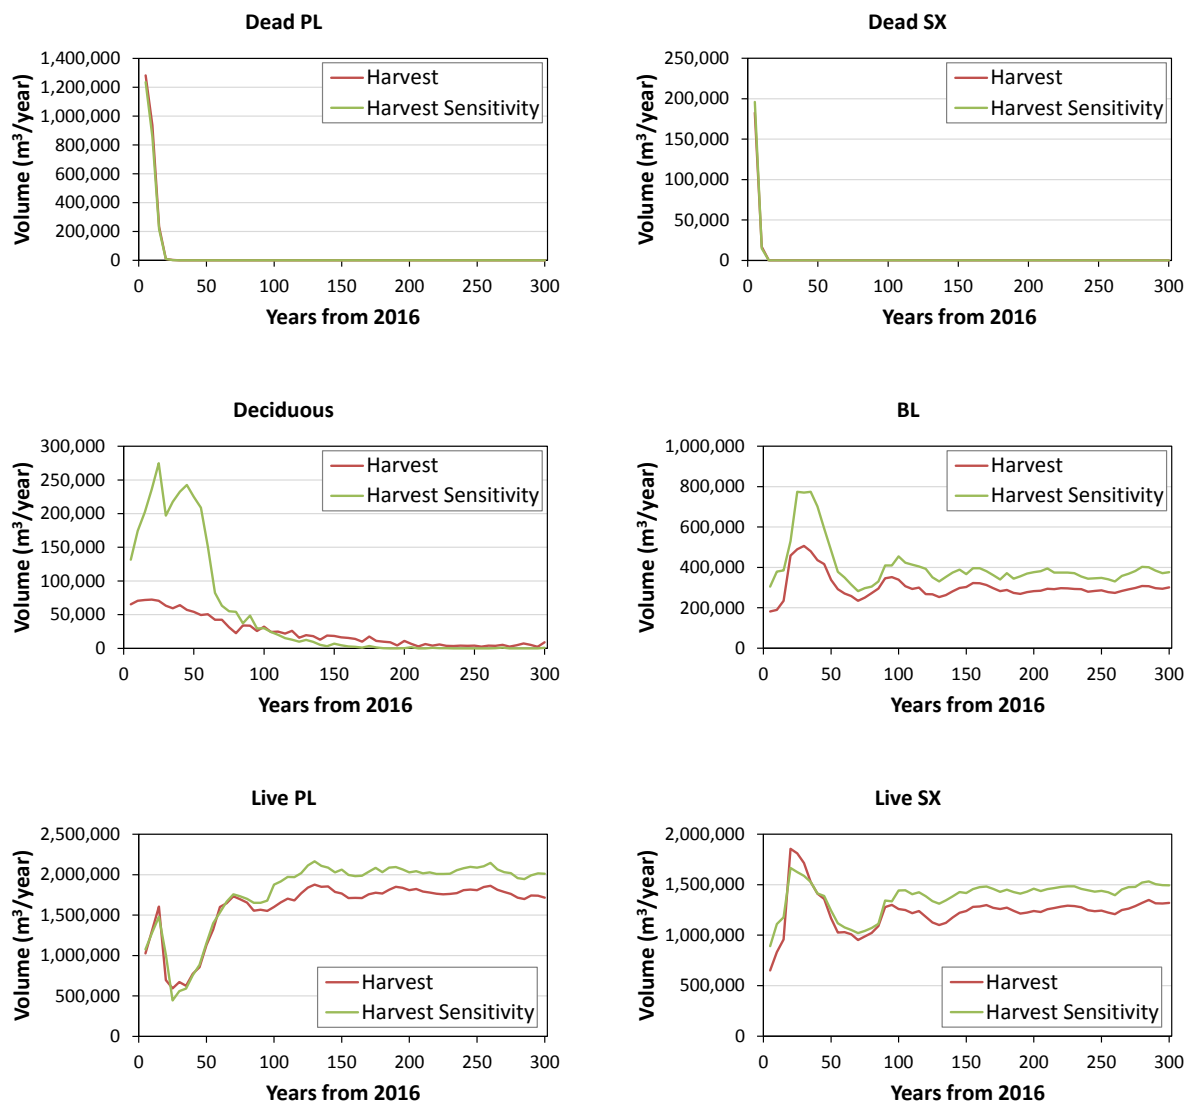 Dead PL
Volume (m³/year)
1,400,000
1,200,000
1,000,000
800,000
600,000
400,000
200,000
0
Harvest
Harvest Sensitivity
0 50 100 150 200 250 300
Years from 2016
Dead SX
Volume (m³/year)
250,000
200,000
150,000
100,000
50,000
0
Harvest
Harvest Sensitivity
0 50 100 150 200 250 300
Years from 2016
Deciduous
Volume (m³/year)
300,000
250,000
200,000
150,000
100,000
50,000
0
Harvest
Harvest Sensitivity
0 50 100 150 200 250 300
Years from 2016
BL
Volume (m³/year)
1,000,000
800,000
600,000
400,000
200,000
0
Harvest
Harvest Sensitivity
0 50 100 150 200 250 300
Years from 2016
Live PL
Volume (m³/year)
2,500,000
2,000,000
1,500,000
1,000,000
500,000
0
Harvest
Harvest Sensitivity
0 50 100 150 200 250 300
Years from 2016
Live SX
Volume (m³/year)
2,000,000
1,500,000
1,000,000
500,000
0
Harvest
Harvest Sensitivity
0 50 100 150 200 250 300
Years from 2016